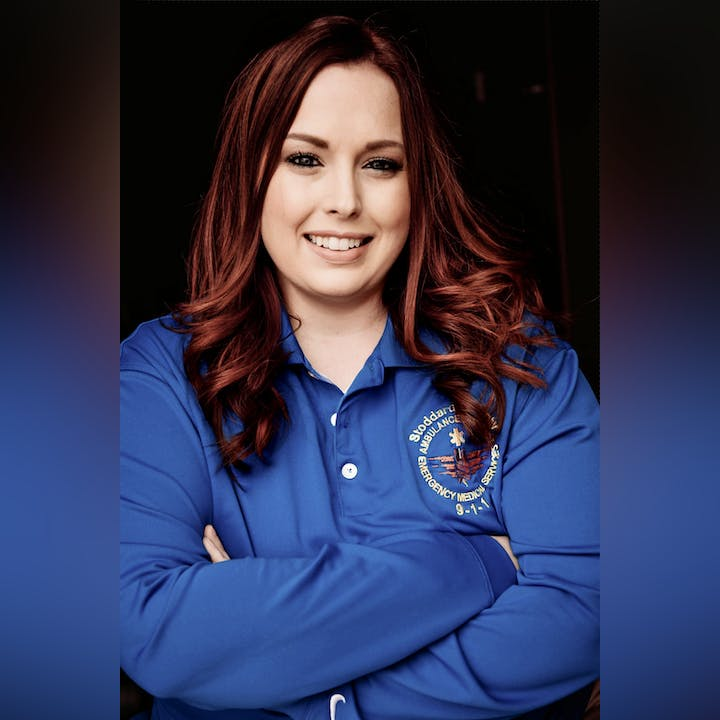 Stoddard
AMBULANCE
EMERGENCY MEDICAL SERVICES
9-1-1